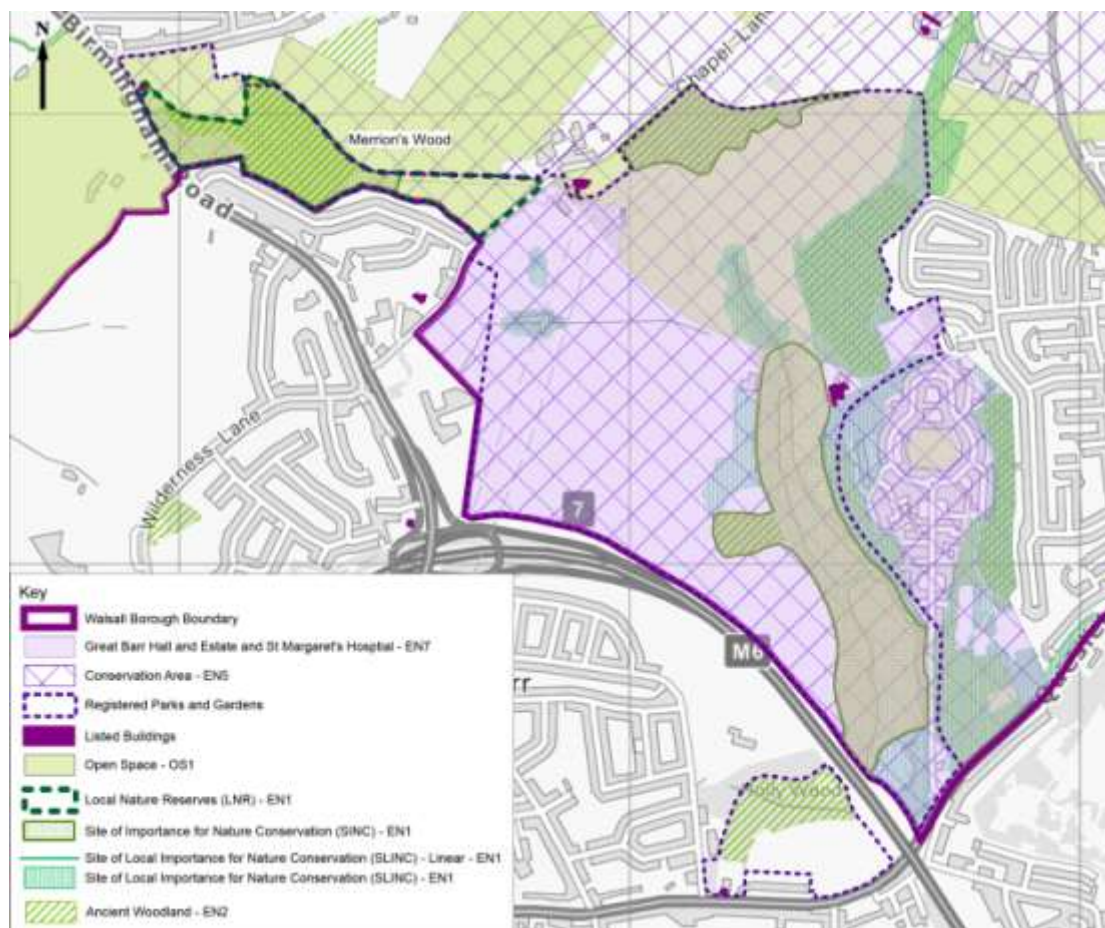 N
Birmingham
Road
Chapel Lane
Merrion's Wood
Wilderness Lane
7
M6
rr
Key
Walsall Borough Boundary
Great Barr Hall and Estate and St Margaret's Hosptial - EN7
Conservation Area - EN5
Registered Parks and Gardens
Listed Buildings
Open Space - OS1
Local Nature Reserves (LNR) - EN1
Site of Importance for Nature Conservation (SINC) - EN1
Site of Local Importance for Nature Conservation (SLINC) - Linear - EN1
Site of Local Importance for Nature Conservation (SLINC) - EN1
Ancient Woodland - EN2
Wood